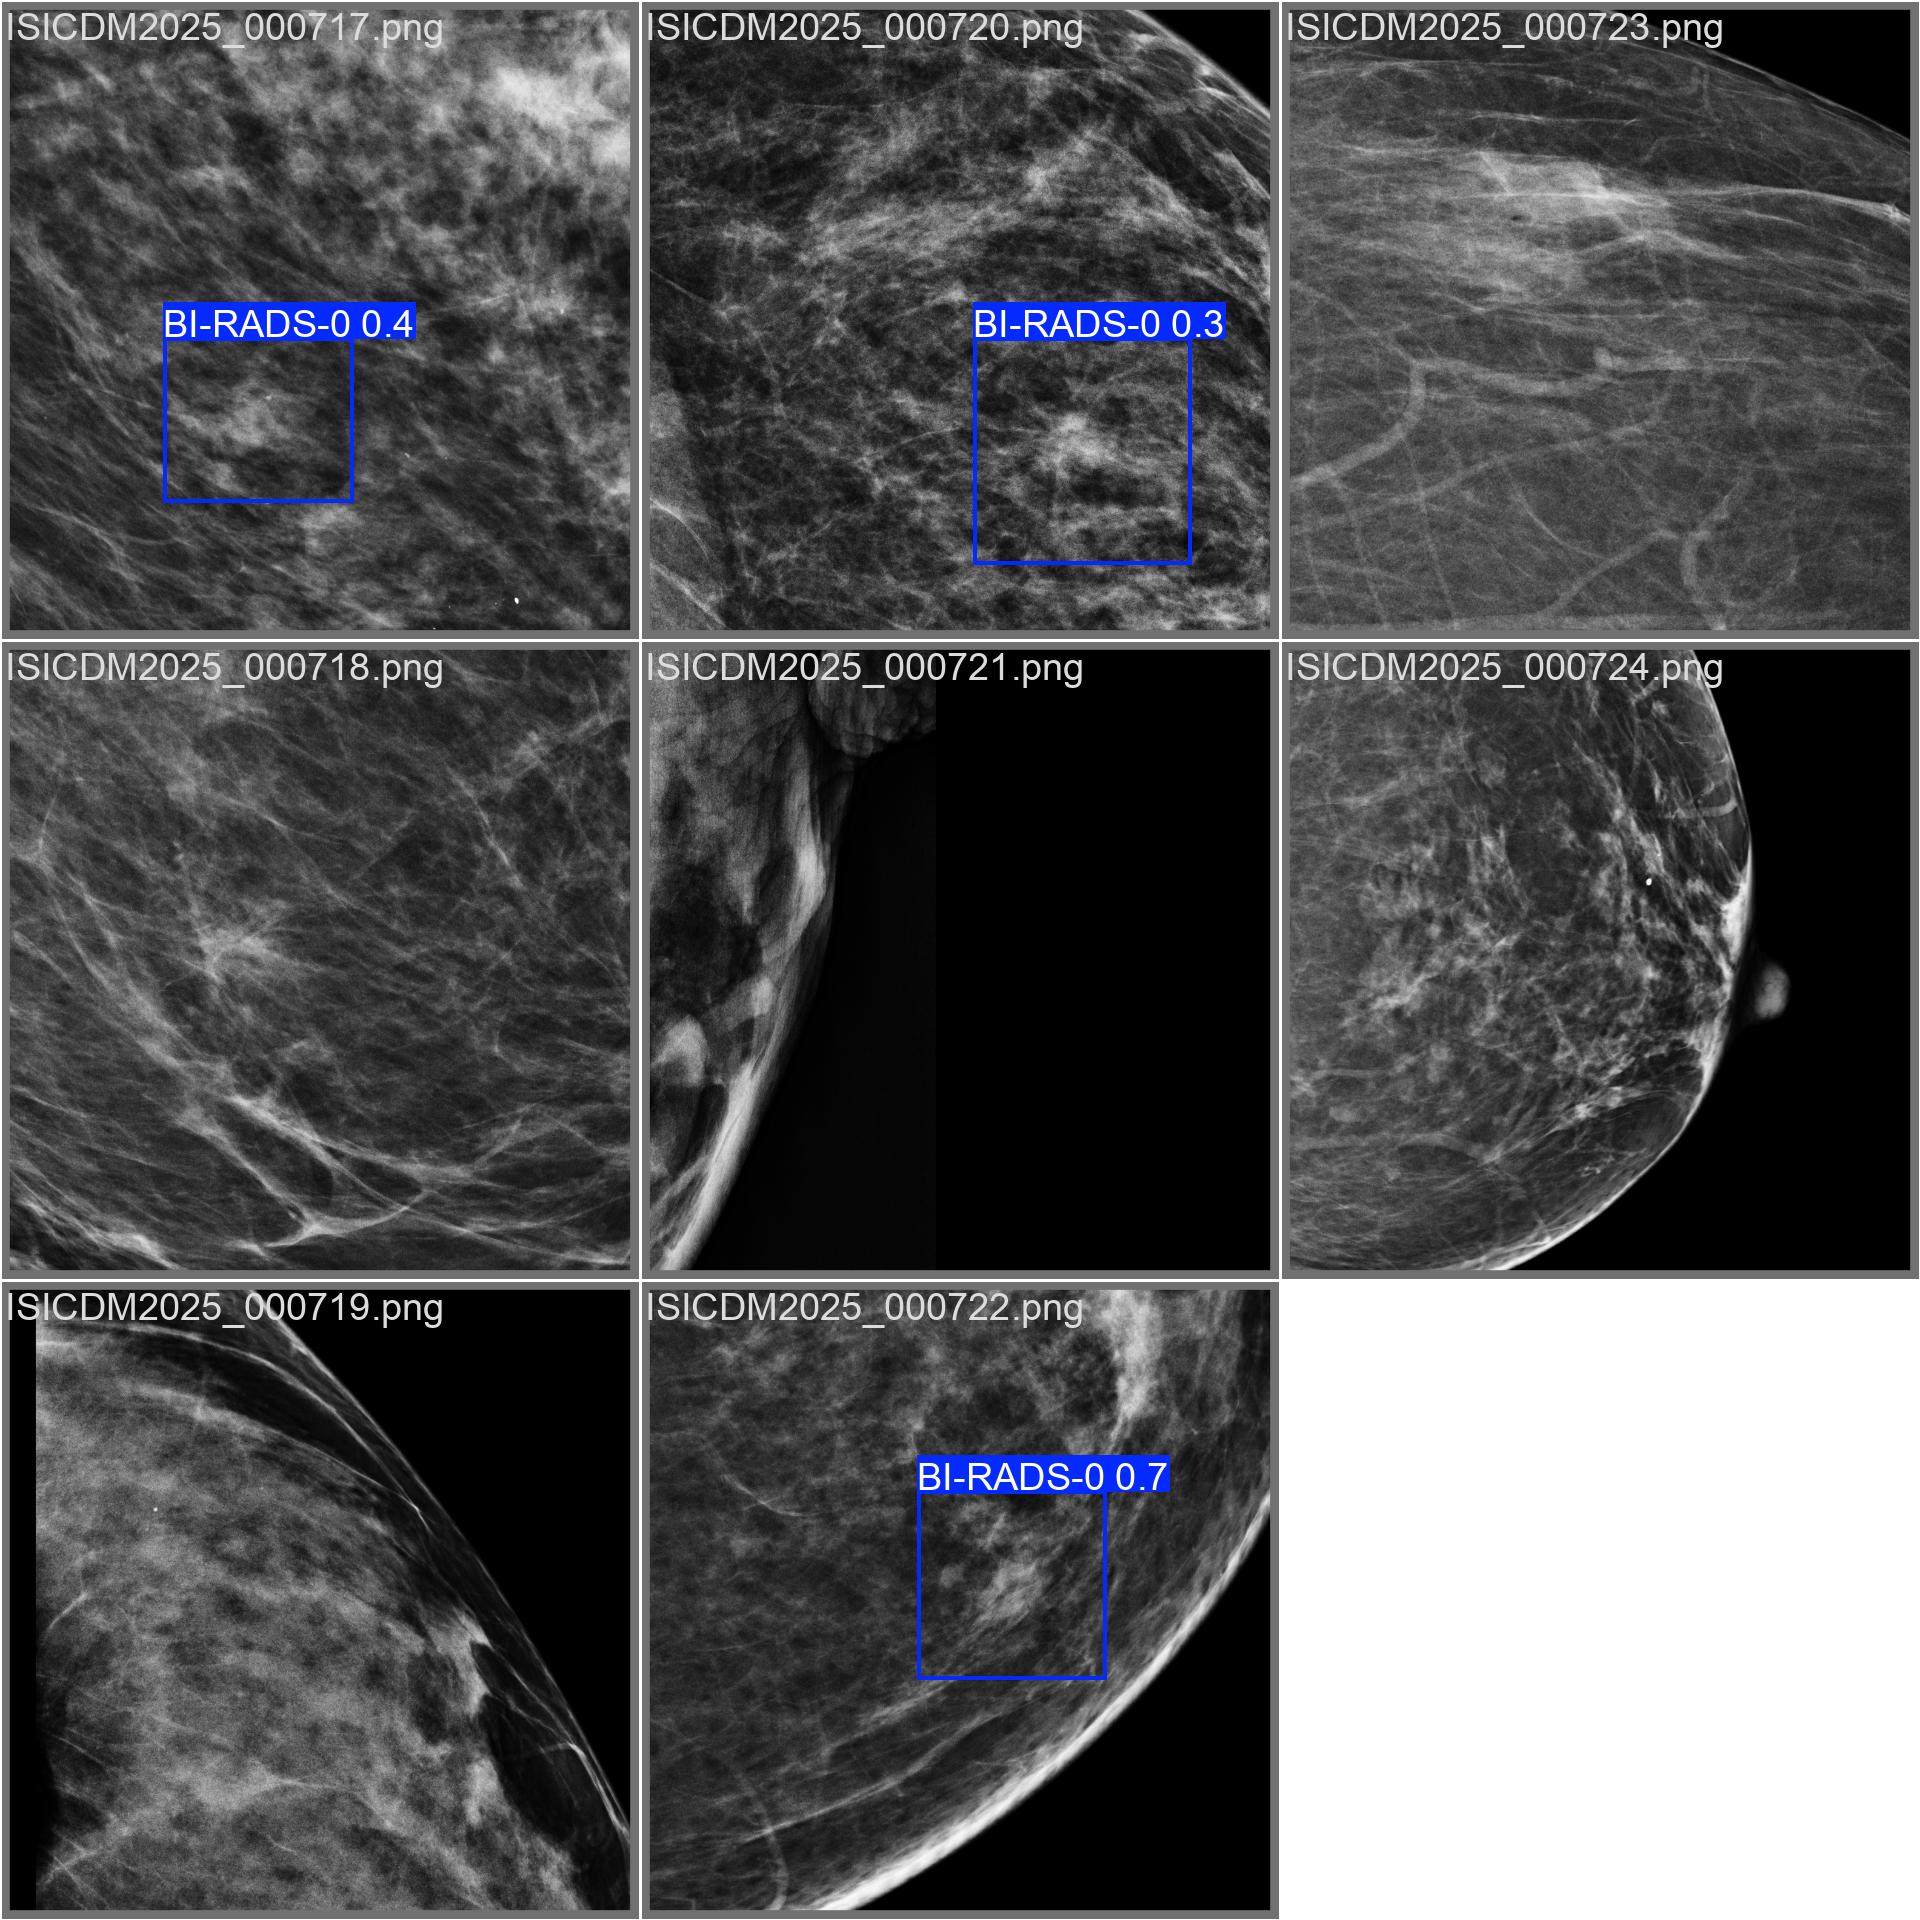 ISICDM2025_000717.png
ISICDM2025_000720.png
ISICDM2025_000723.png
BI-RADS-0 0.4
BI-RADS-0 0.3
ISICDM2025_000718.png
ISICDM2025_000721.png
ISICDM2025_000724.png
ISICDM2025_000719.png
ISICDM2025_000722.png
BI-RADS-0 0.7